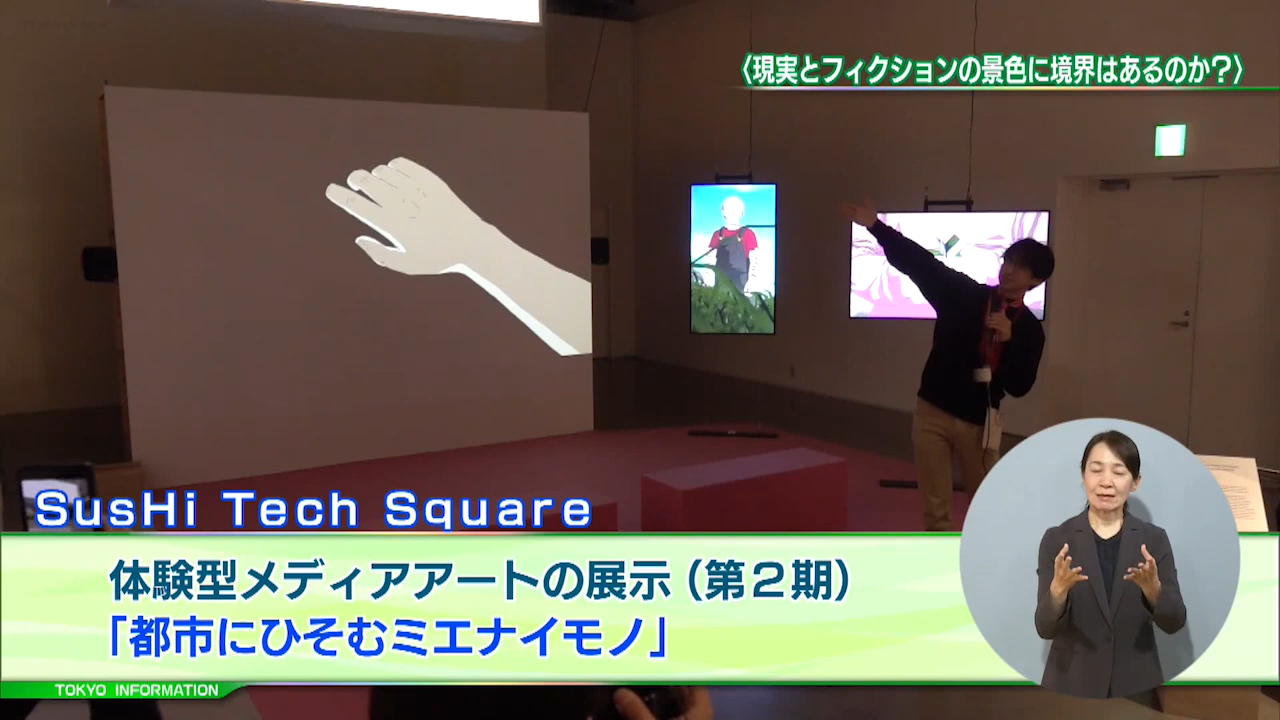 〈現実とフィクションの景色に境界はあるのか?〉
SusHi Tech Square
体験型メディアアートの展示(第2期)
「都市にひそむミエナイモノ」
TOKYO INFORMATION